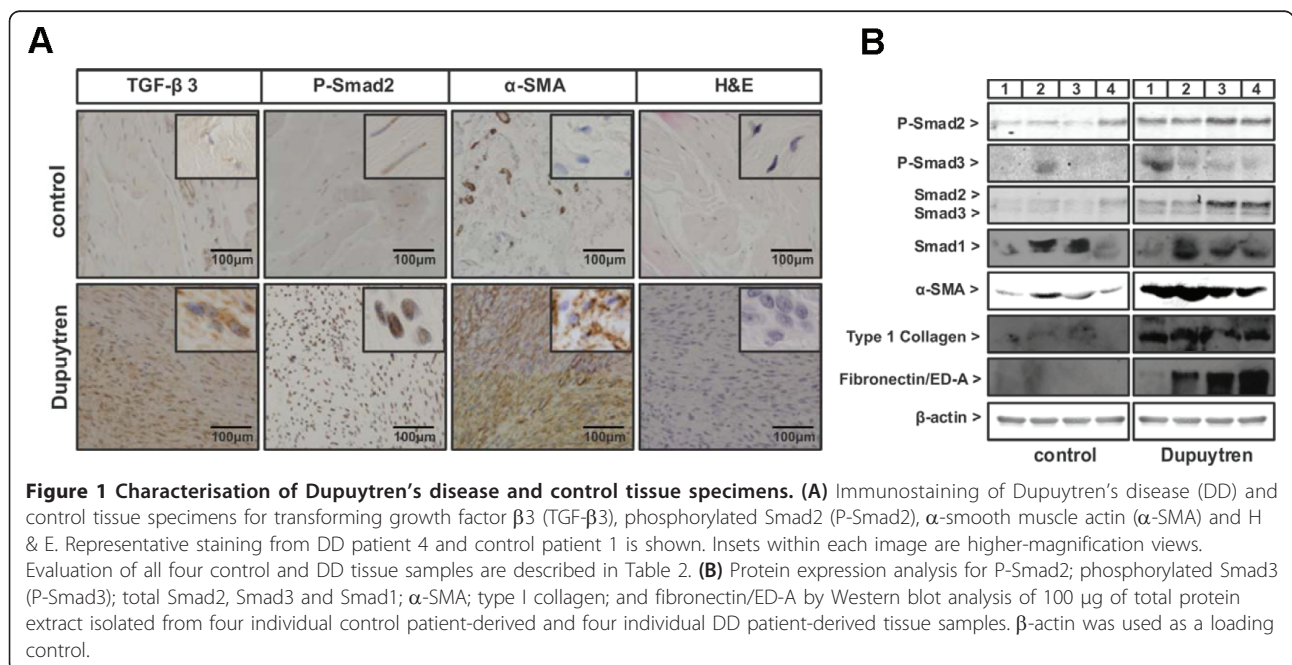 A
TGF-β 3 P-Smad2 α-SMA H&E
control
100µm 100µm 100µm 100µm
Dupuytren
100µm 100µm 100µm 100µm
B
1 2 3 4 1 2 3 4
P-Smad2 >
P-Smad3 >
Smad2 >
Smad3 >
Smad1 >
α-SMA >
Type 1 Collagen >
Fibronectin/ED-A >
β-actin >
control Dupuytren
Figure 1 Characterisation of Dupuytren's disease and control tissue specimens. (A) Immunostaining of Dupuytren's disease (DD) and
control tissue specimens for transforming growth factor β3 (TGF-β3), phosphorylated Smad2 (P-Smad2), α-smooth muscle actin (α-SMA) and H
& E. Representative staining from DD patient 4 and control patient 1 is shown. Insets within each image are higher-magnification views.
Evaluation of all four control and DD tissue samples are described in Table 2. (B) Protein expression analysis for P-Smad2; phosphorylated Smad3
(P-Smad3); total Smad2, Smad3 and Smad1; α-SMA; type I collagen; and fibronectin/ED-A by Western blot analysis of 100 µg of total protein
extract isolated from four individual control patient-derived and four individual DD patient-derived tissue samples. β-actin was used as a loading
control.